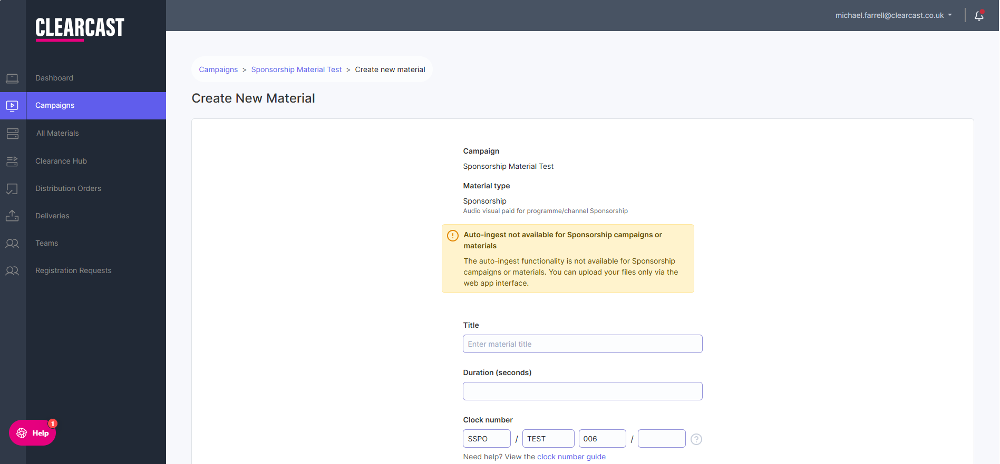 CLEARCAST
michael.farrell@clearcast.co.uk
Dashboard
Campaigns
All Materials
Clearance Hub
Distribution Orders
Deliveries
Teams
Registration Requests
1
Help
Campaigns > Sponsorship Material Test > Create new material
Create New Material
Campaign
Sponsorship Material Test
Material type
Sponsorship
Audio visual paid for programme/channel Sponsorship
Auto-ingest not available for Sponsorship campaigns or
materials
The auto-ingest functionality is not available for Sponsorship
campaigns or materials. You can upload your files only via the
web app interface.
Title
Enter material title
Duration (seconds)
Clock number
SSPO / TEST 006 /
Need help? View the clock number guide